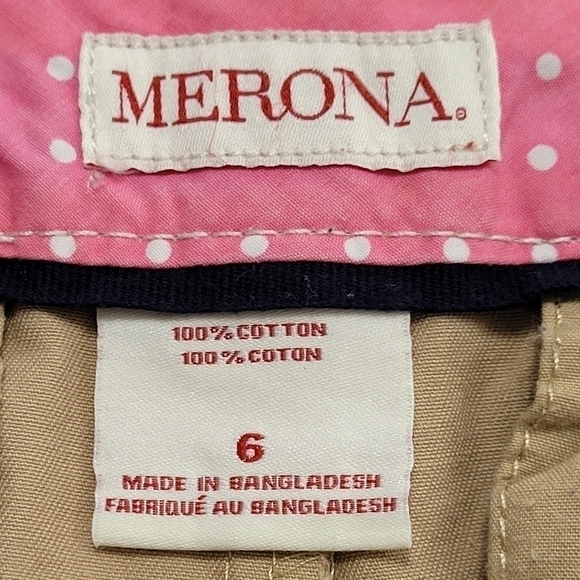 MERONA®
100% COTTON
100% COTON
6
MADE IN BANGLADESH
FABRIQUÉ AU BANGLADESH